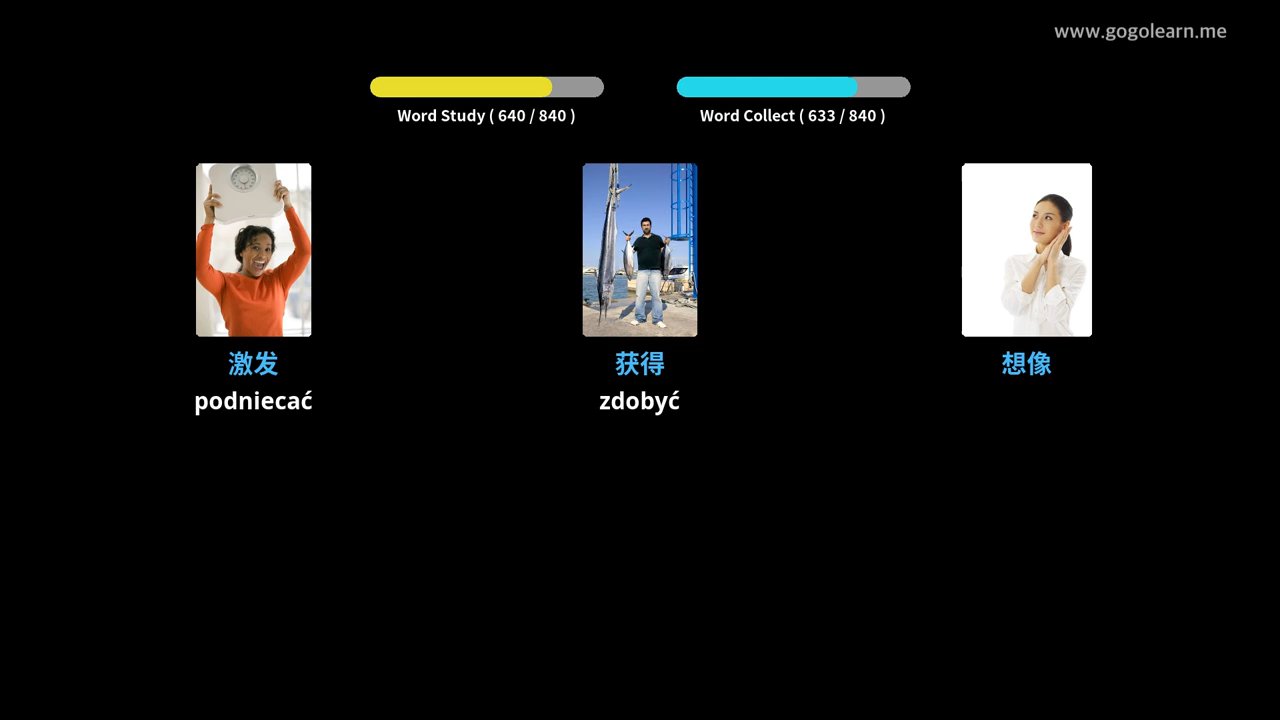 www.gogolearn.me
Word Study ( 640 / 840 )
Word Collect ( 633 / 840 )
激发
podniecać
获得
zdobyć
想像